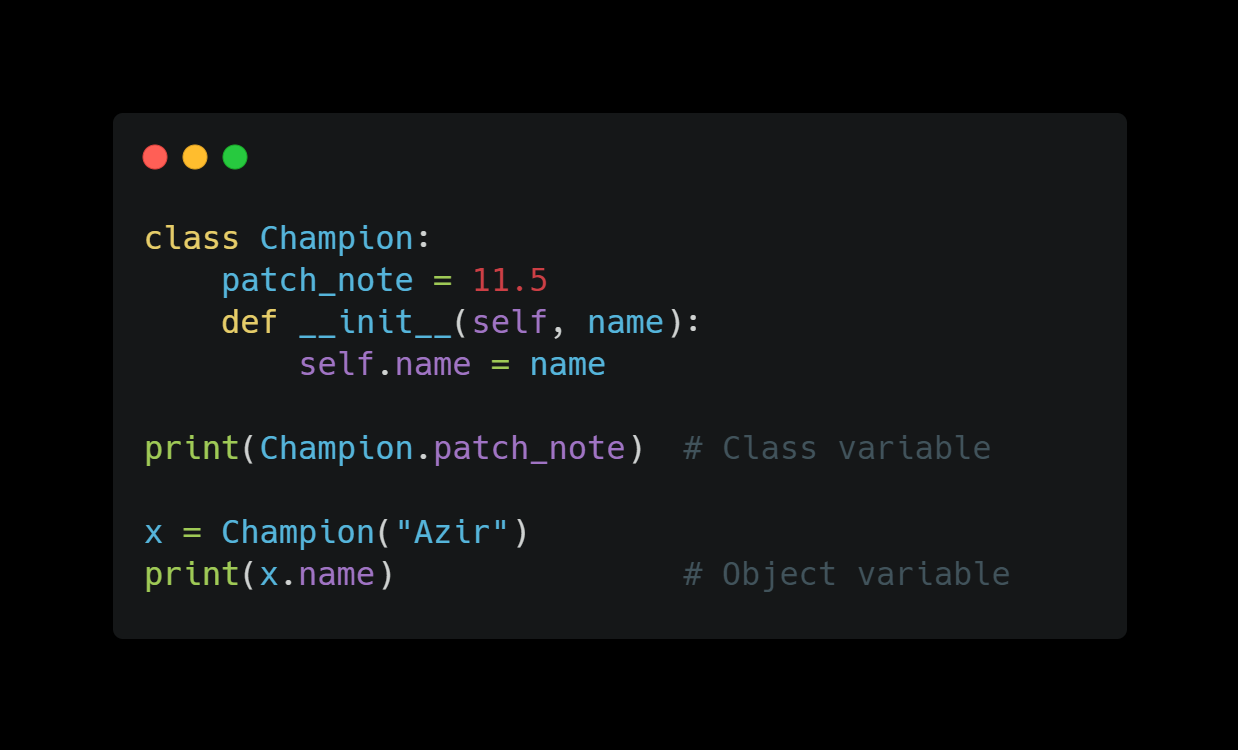 class Champion:
    patch_note = 11.5
    def __init__(self, name):
        self.name = name

print(Champion.patch_note)  # Class variable

x = Champion("Azir")
print(x.name)               # Object variable